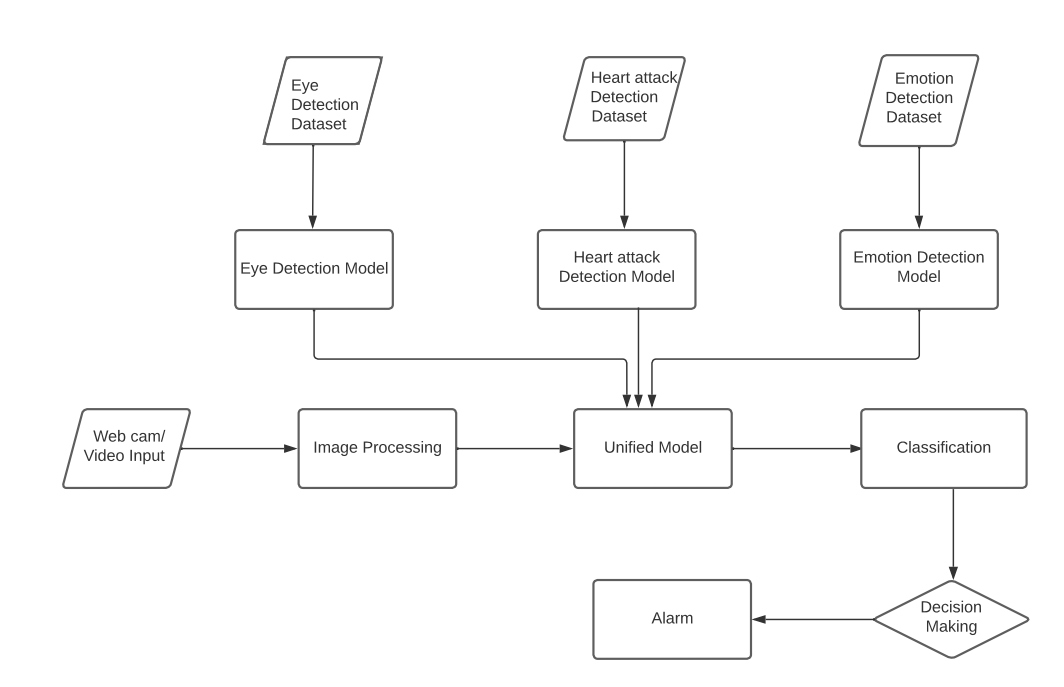 Eye
Detection
Dataset
Heart attack
Detection
Dataset
Emotion
Detection
Dataset
Eye Detection Model
Heart attack
Detection Model
Emotion Detection
Model
Web cam/
Video Input
Image Processing
Unified Model
Classification
Alarm
Decision
Making